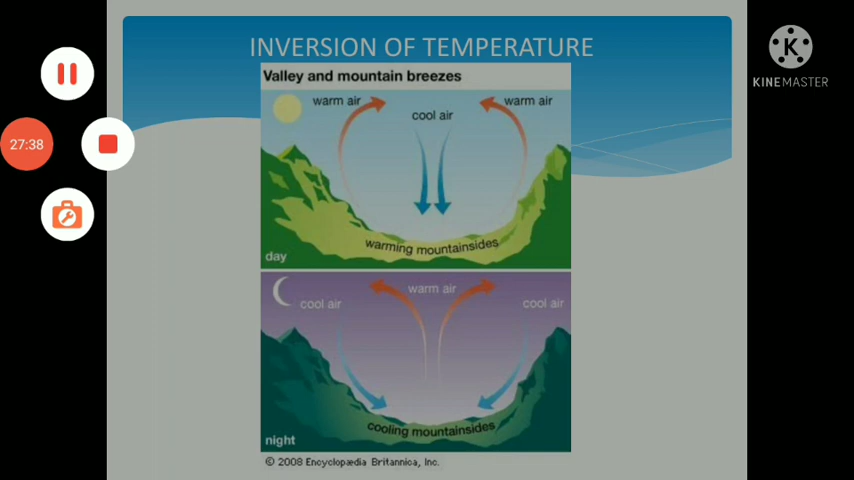 INVERSION OF TEMPERATURE
K
KINEMASTER
27:38
Valley and mountain breezes
warm air
warm air
cool air
warming mountainsides
day
warm air
cool air
cool air
cooling mountainsides
night
© 2008 Encyclopædia Britannica, Inc.